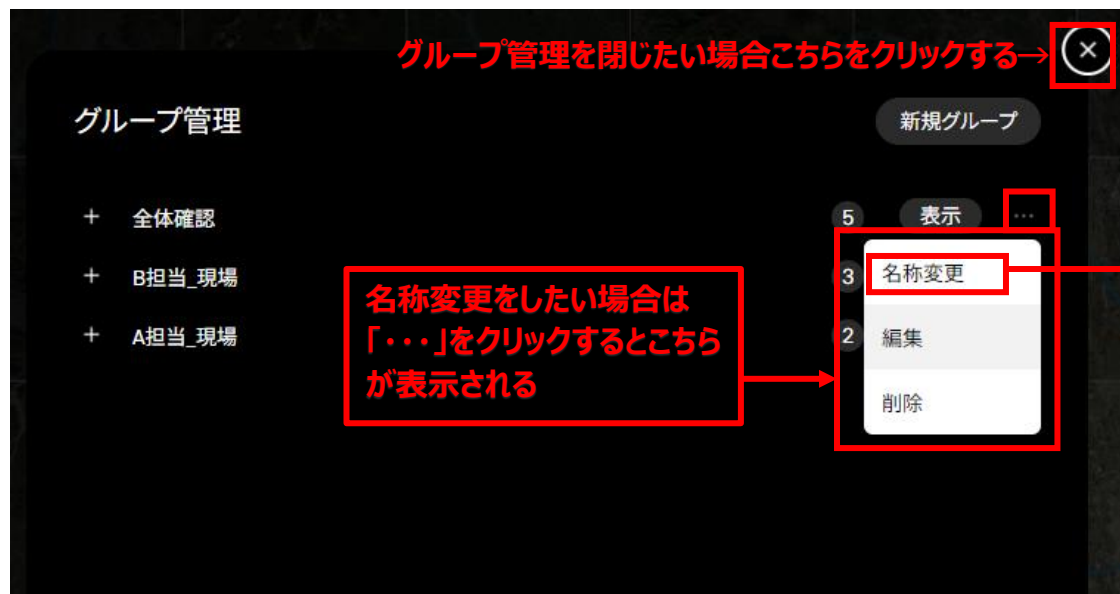 グループ管理を閉じたい場合こちらをクリックする→
×
グループ管理
新規グループ
+ 全体確認 5 表示 ···
+ B担当_現場 3
+ A担当_現場 2
名称変更
編集
削除
名称変更をしたい場合は
「・・・」をクリックするとこちら
が表示される